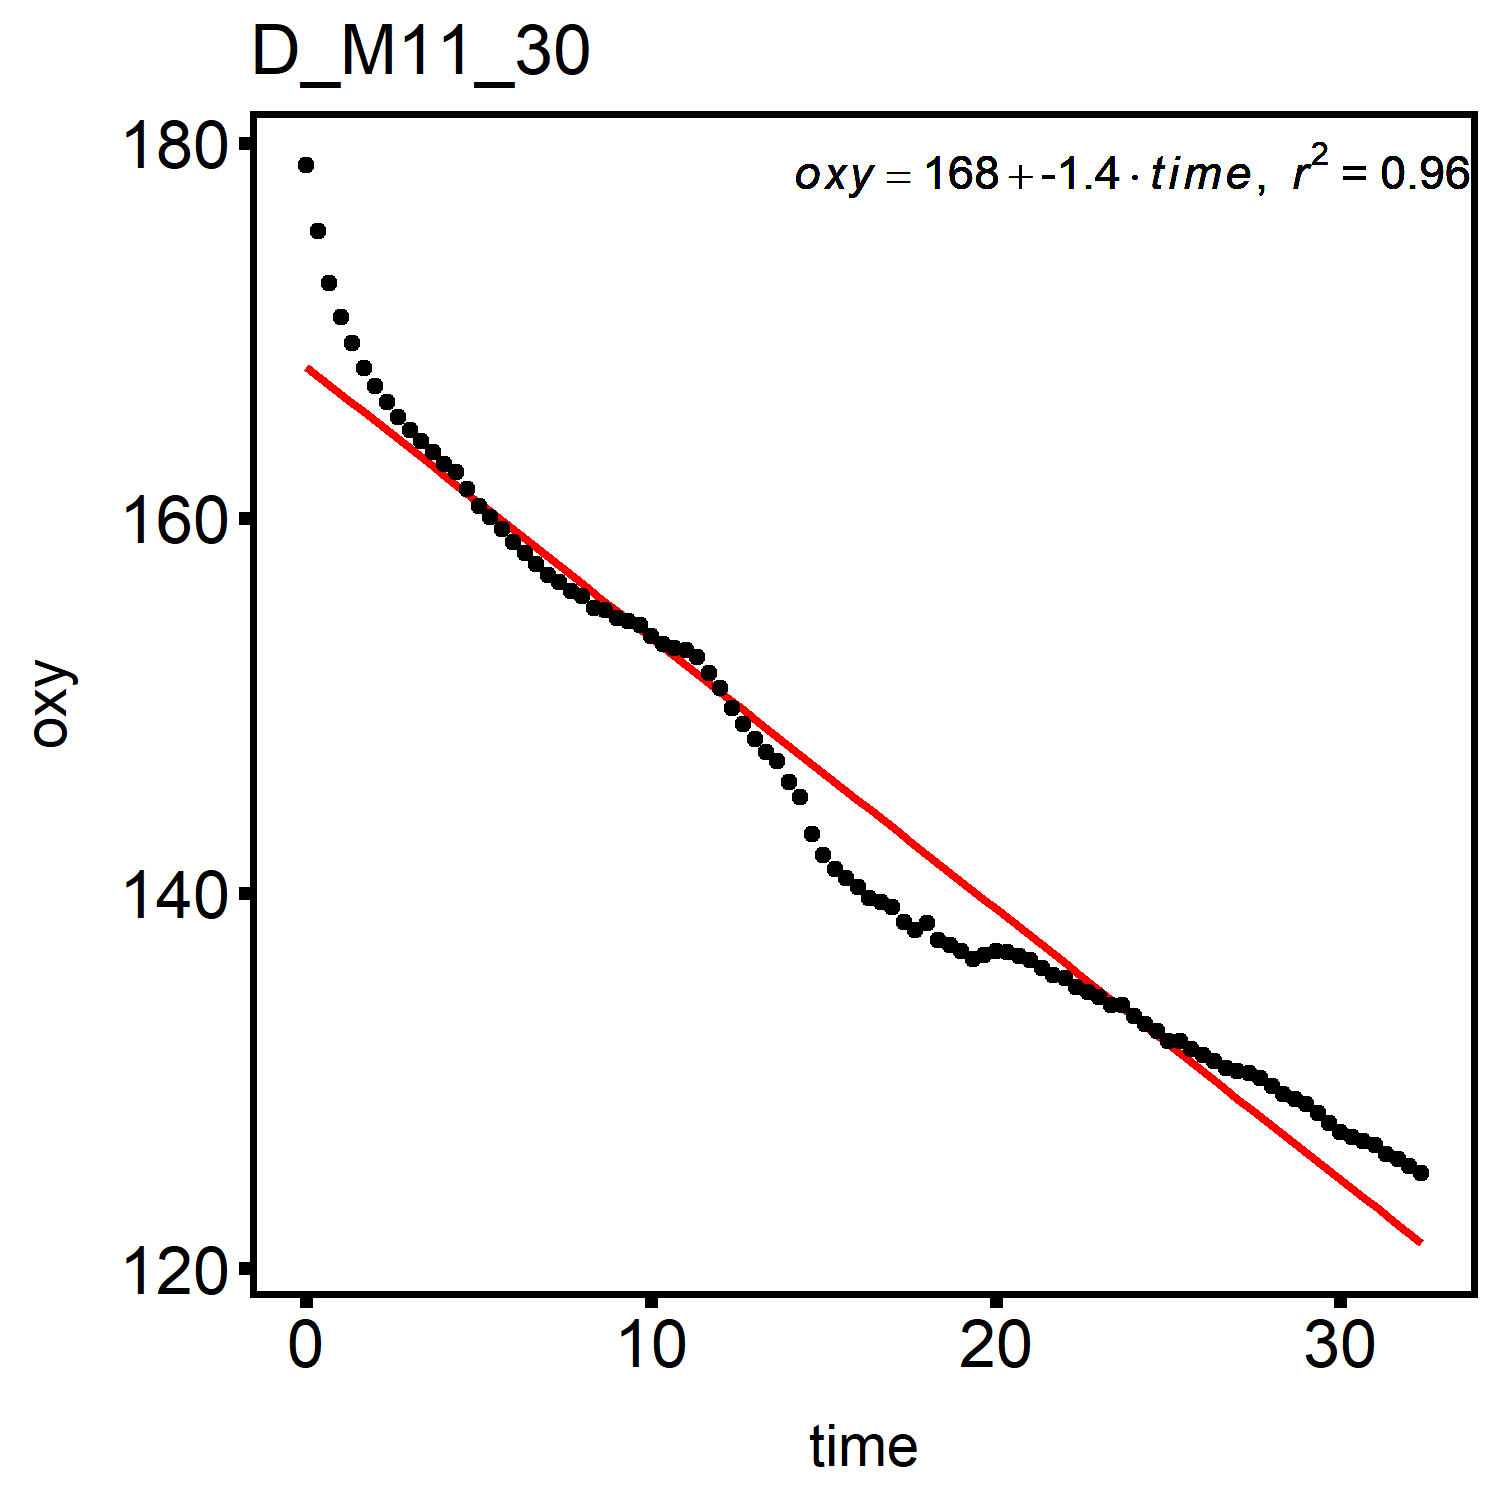 D_M11_30
oxy = 168 + -1.4 · time, r² = 0.96
180
160
140
120
oxy
0 10 20 30
time